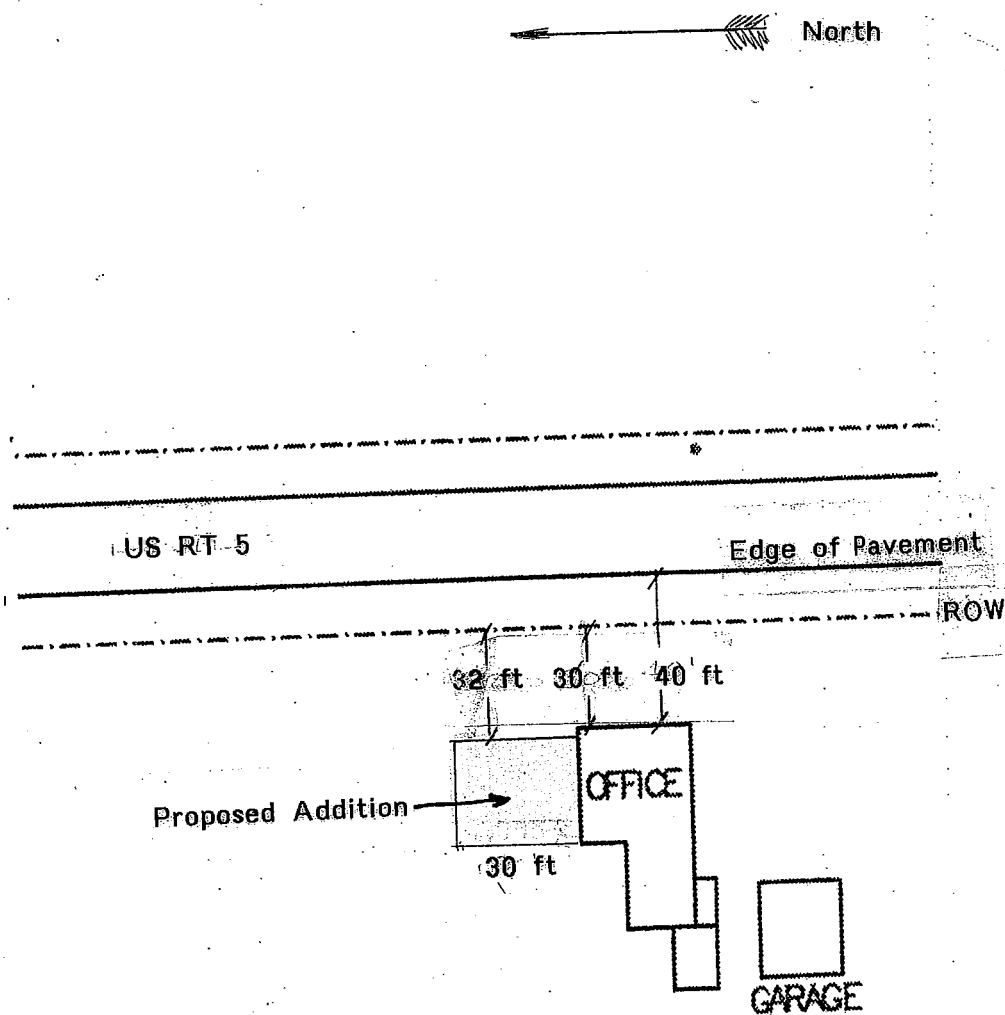 North
US RT 5
Edge of Pavement
ROW
32 ft
30 ft
40' ft
OFFICE
Proposed Addition
30 ft
GARAGE